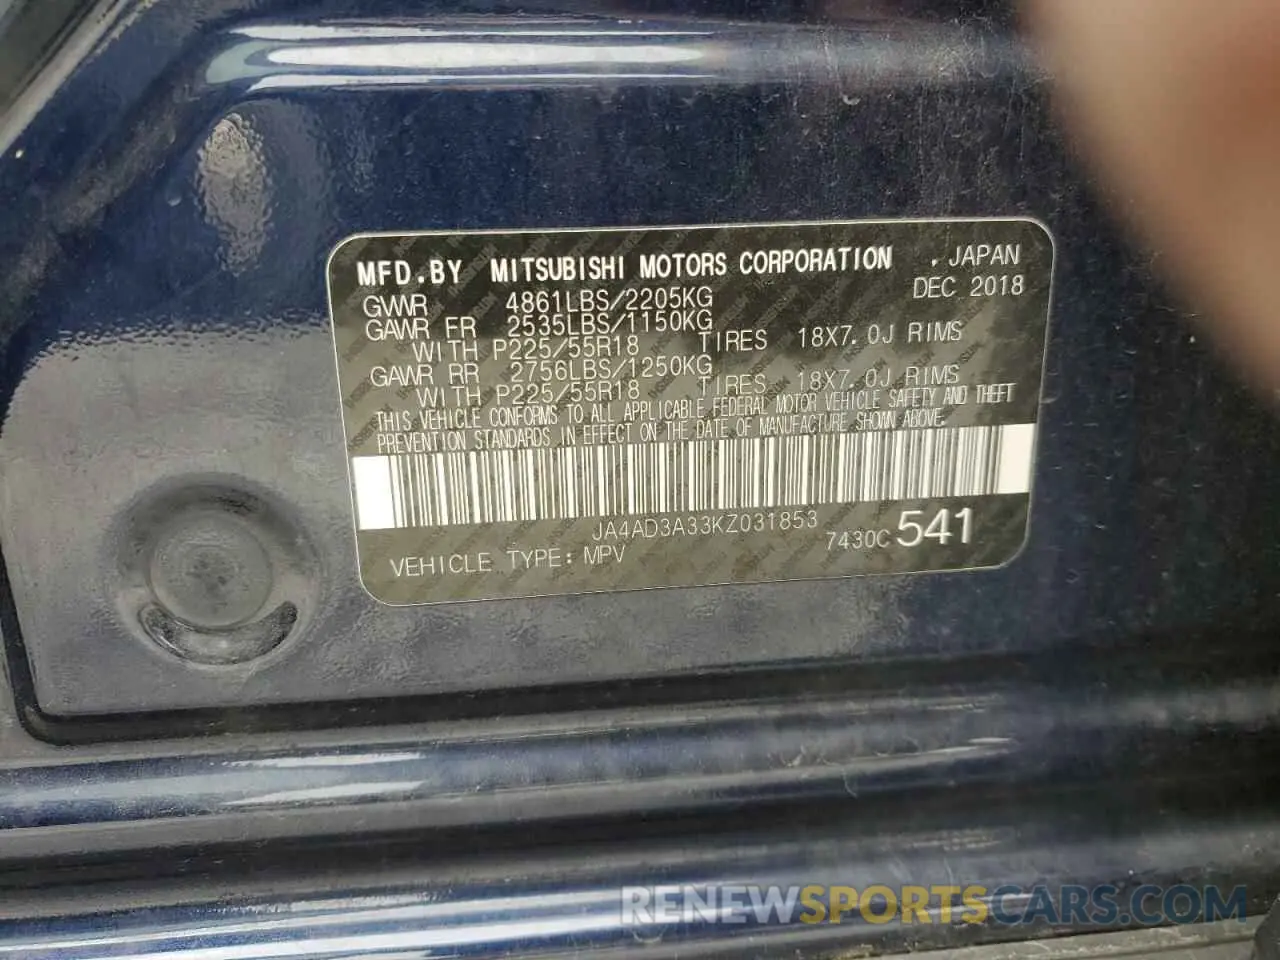 MFD.BY MITSUBISHI MOTORS CORPORATION . JAPAN
GVWR 4861LBS/2205KG DEC 2018
GAWR FR 2535LBS/1150KG
WITH P225/55R18 TIRES 18X7.0J RIMS
GAWR RR 2756LBS/1250KG
WITH P225/55R18 TIRES 18X7.0J RIMS
THIS VEHICLE CONFORMS TO ALL APPLICABLE FEDERAL MOTOR VEHICLE SAFETY AND THEFT
PREVENTION STANDARDS IN EFFECT ON THE DATE OF MANUFACTURE SHOWN ABOVE.
JA4AD3A33KZ031853
VEHICLE TYPE: MPV 7430C 541
RENEWSPORTSCARS.COM